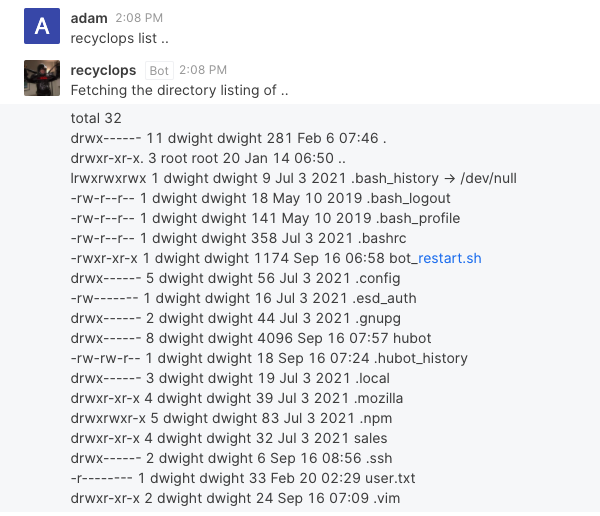 A
adam 2:08 PM
recyclops list ..
recyclops Bot 2:08 PM
Fetching the directory listing of ..
total 32
drwx------ 11 dwight dwight 281 Feb 6 07:46 .
drwxr-xr-x. 3 root root 20 Jan 14 06:50 ..
lrwxrwxrwx 1 dwight dwight 9 Jul 3 2021 .bash_history -> /dev/null
-rw-r--r-- 1 dwight dwight 18 May 10 2019 .bash_logout
-rw-r--r-- 1 dwight dwight 141 May 10 2019 .bash_profile
-rw-r--r-- 1 dwight dwight 358 Jul 3 2021 .bashrc
-rwxr-xr-x 1 dwight dwight 1174 Sep 16 06:58 bot_restart.sh
drwx------ 5 dwight dwight 56 Jul 3 2021 .config
-rw------- 1 dwight dwight 16 Jul 3 2021 .esd_auth
drwx------ 2 dwight dwight 44 Jul 3 2021 .gnupg
drwx------ 8 dwight dwight 4096 Sep 16 07:57 hubot
-rw-rw-r-- 1 dwight dwight 18 Sep 16 07:24 .hubot_history
drwx------ 3 dwight dwight 19 Jul 3 2021 .local
drwxr-xr-x 4 dwight dwight 39 Jul 3 2021 .mozilla
drwxrwxr-x 5 dwight dwight 83 Jul 3 2021 .npm
drwxr-xr-x 4 dwight dwight 32 Jul 3 2021 sales
drwx------ 2 dwight dwight 6 Sep 16 08:56 .ssh
-r-------- 1 dwight dwight 33 Feb 20 02:29 user.txt
drwxr-xr-x 2 dwight dwight 24 Sep 16 07:09 .vim